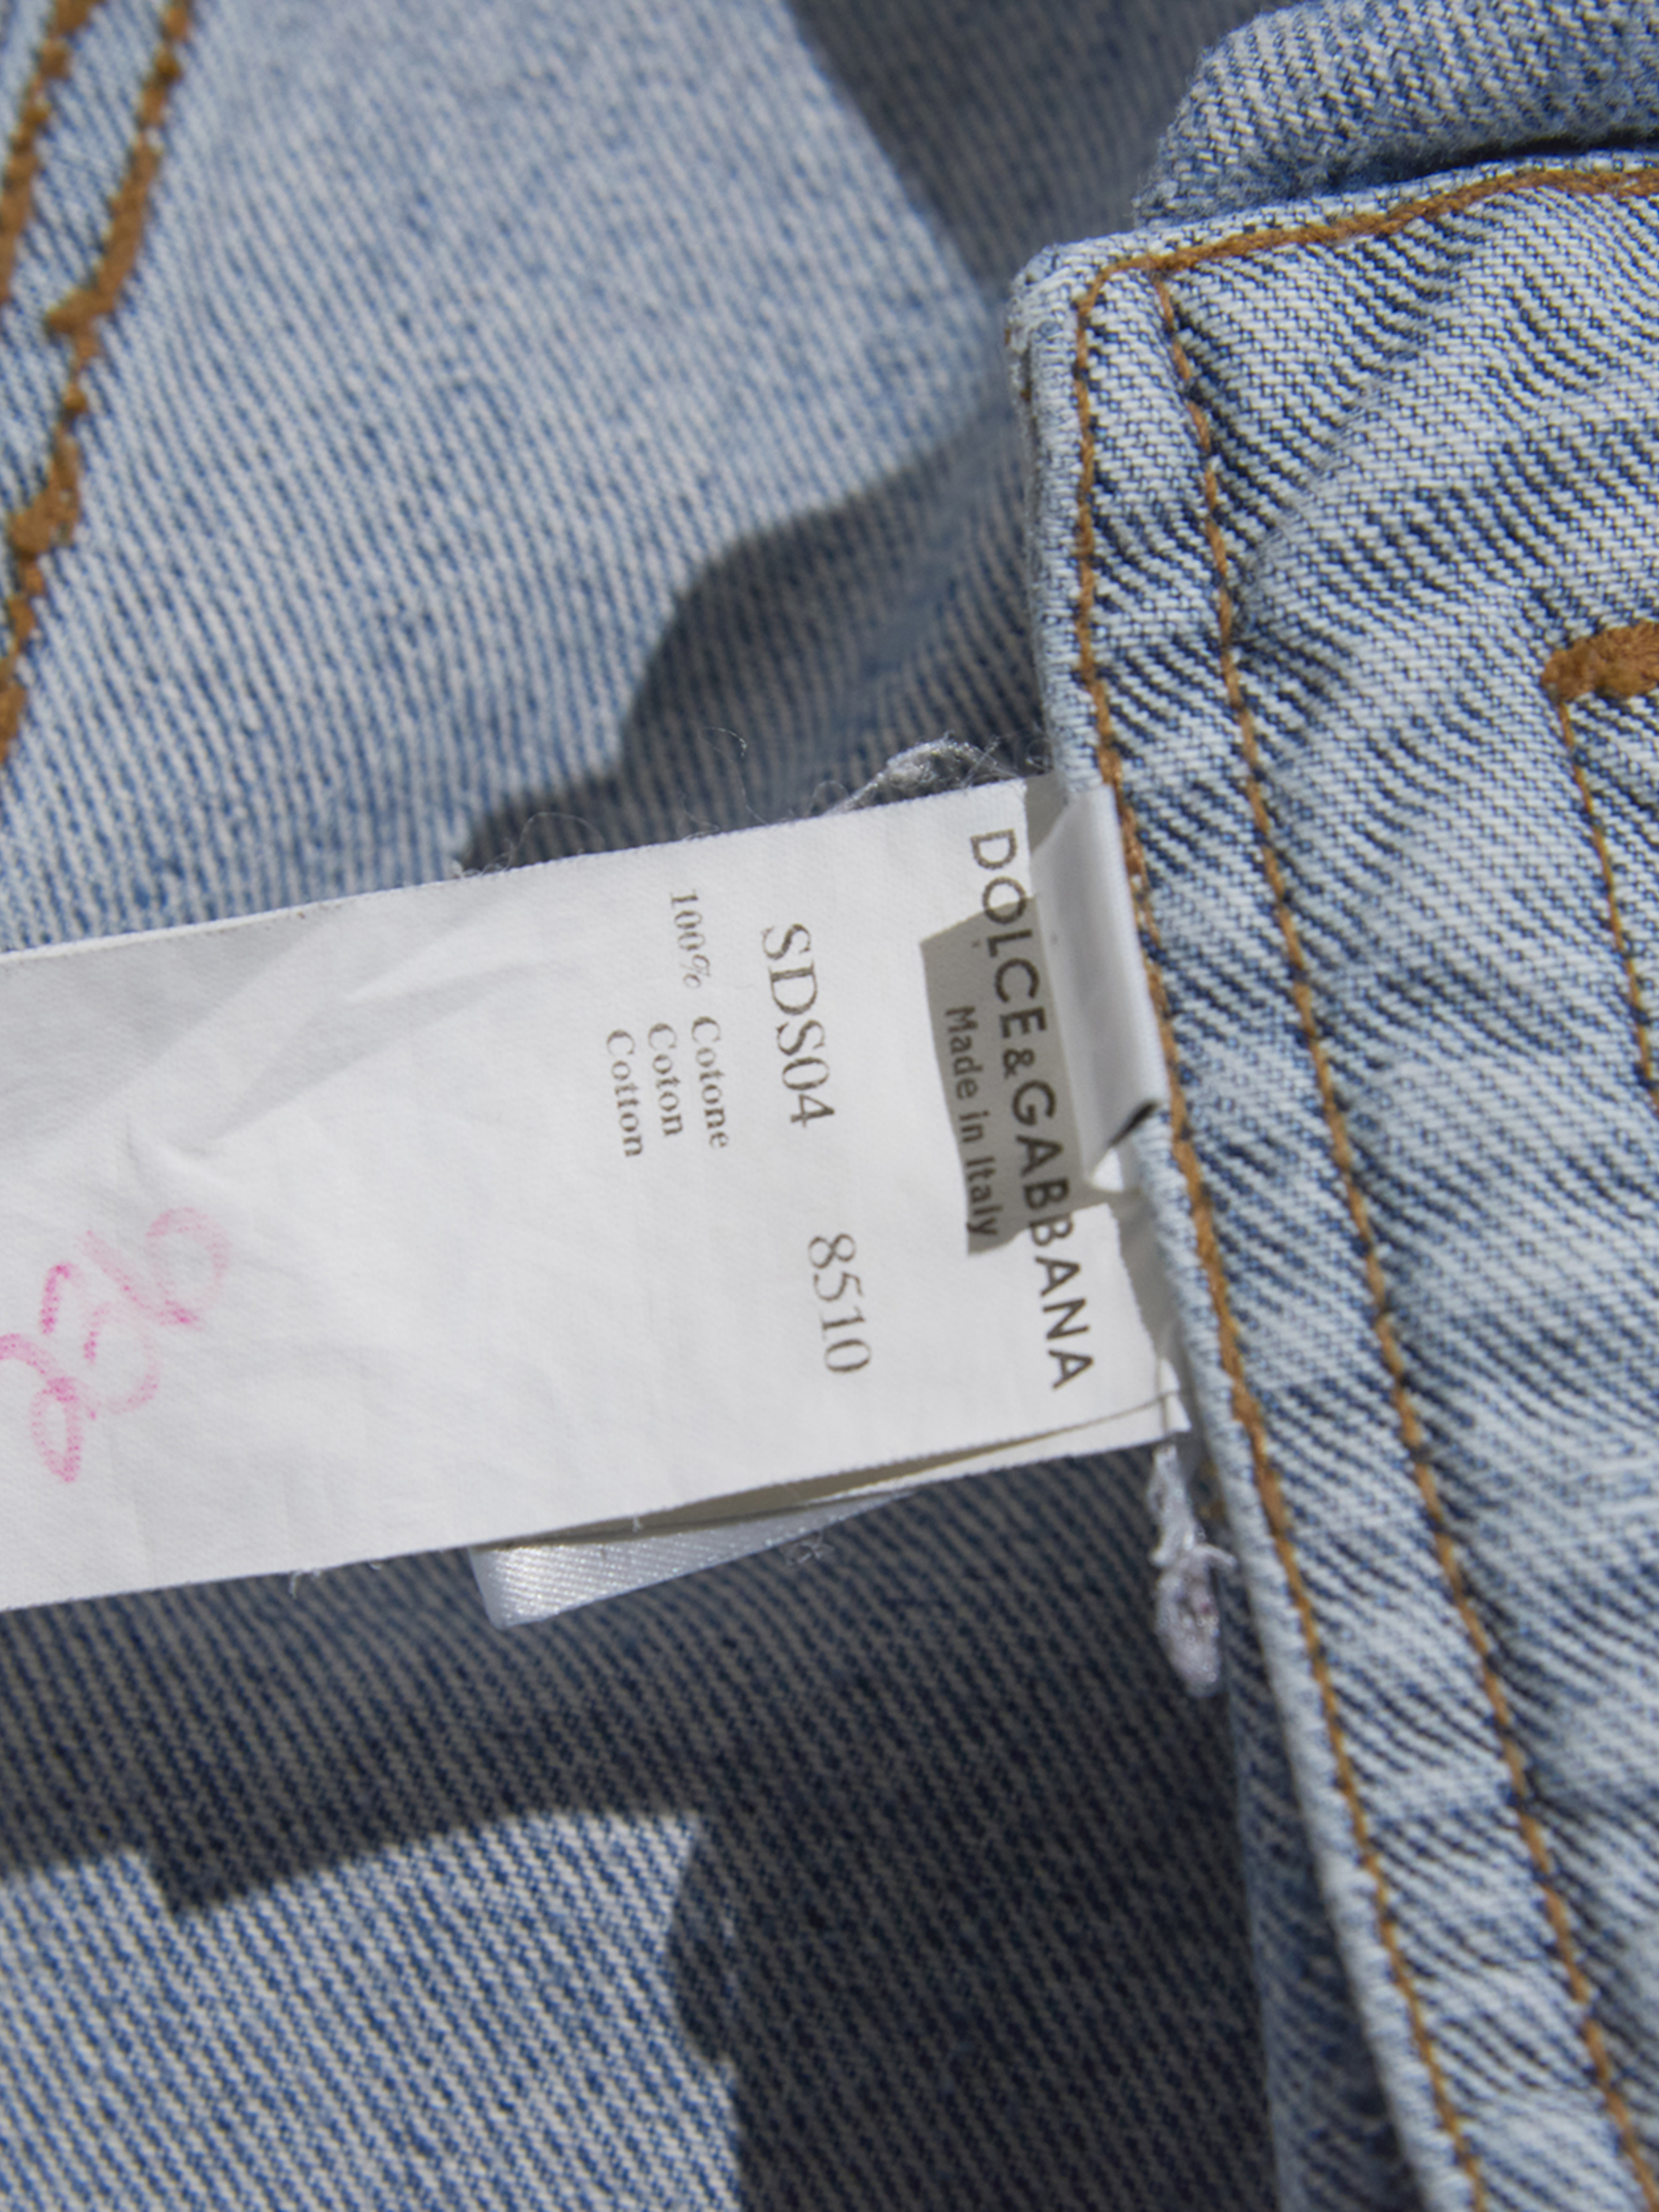 DOLCE&GABBANA
Made in Italy
SDS04 8510
100% Cotone
Coton
Cotton